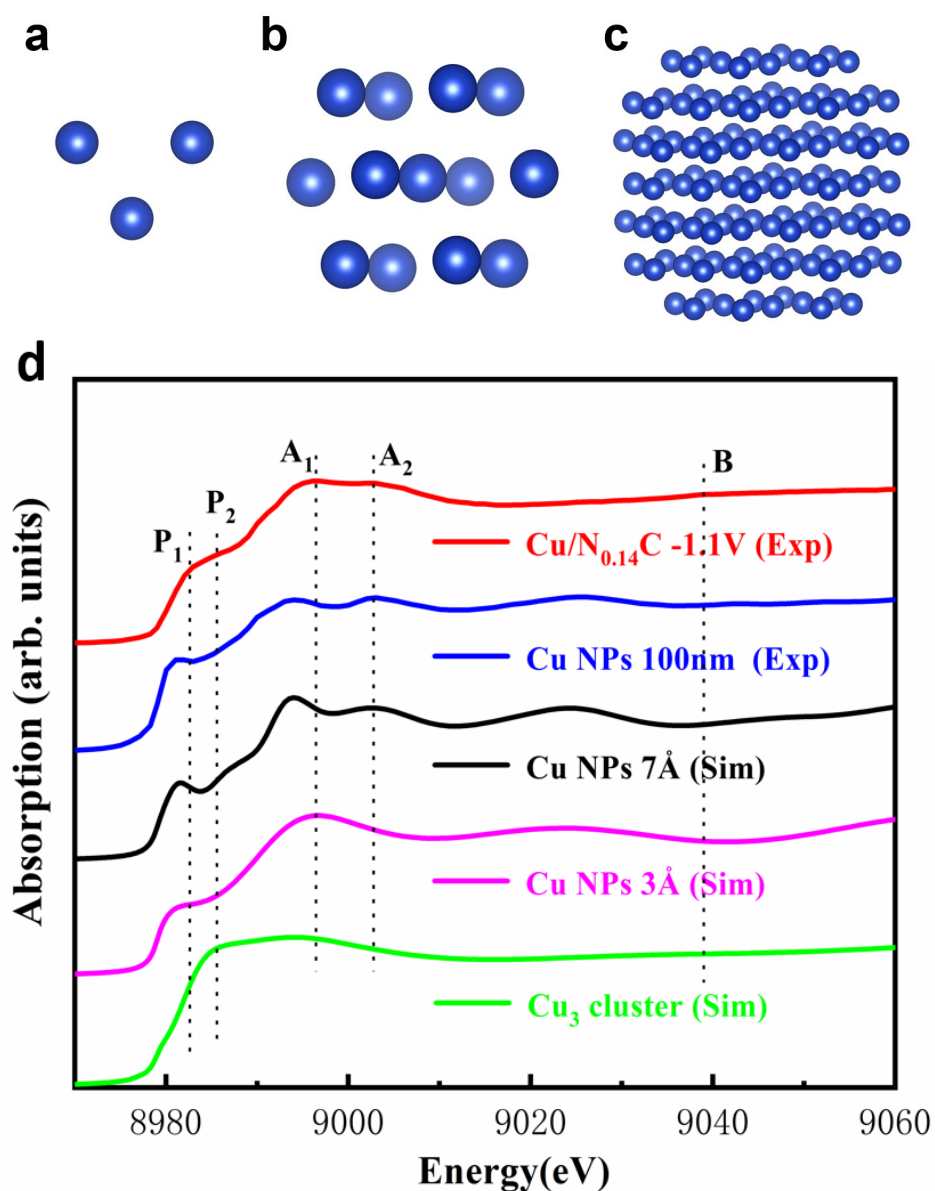 a
b
c
d
A₁
A₂
B
P₁
P₂
Cu/N₀.₁₄C -1.1V (Exp)
Cu NPs 100nm (Exp)
Cu NPs 7Å (Sim)
Cu NPs 3Å (Sim)
Cu₃ cluster (Sim)
Absorption (arb. units)
8980 9000 9020 9040 9060
Energy(eV)